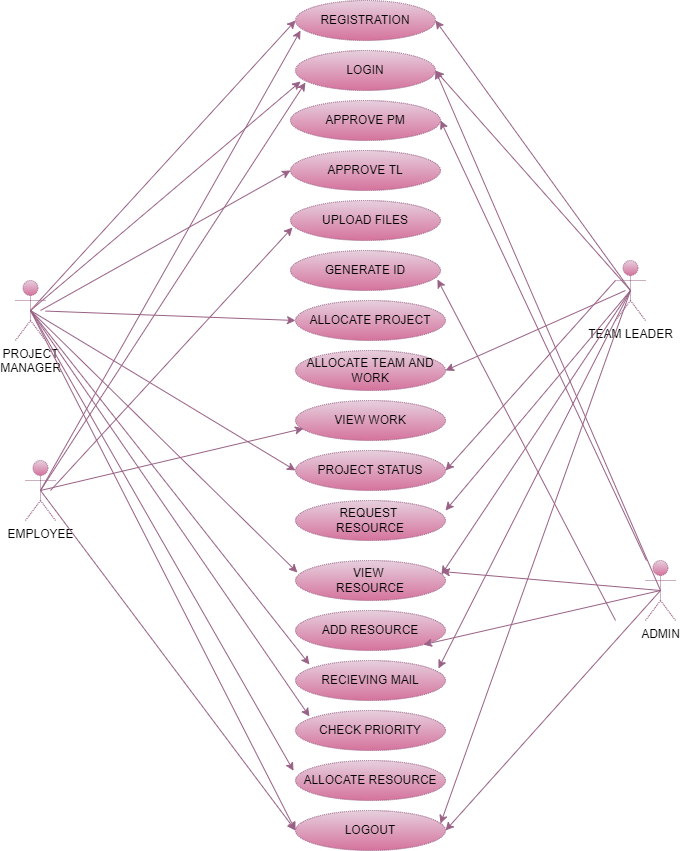 REGISTRATION
LOGIN
APPROVE PM
APPROVE TL
UPLOAD FILES
GENERATE ID
ALLOCATE PROJECT
TEAM LEADER
PROJECT
MANAGER
ALLOCATE TEAM AND
WORK
VIEW WORK
PROJECT STATUS
REQUEST
RESOURCE
EMPLOYEE
VIEW
RESOURCE
ADD RESOURCE
ADMIN
RECIEVING MAIL
CHECK PRIORITY
ALLOCATE RESOURCE
LOGOUT